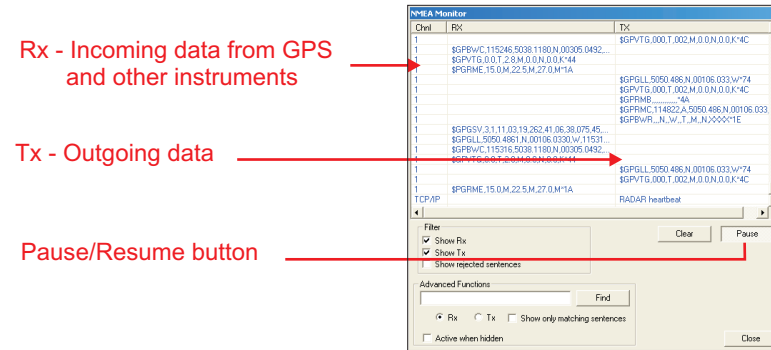 NMEA Monitor
Chnl RX TX
1 $GPVTG,000,T,002,M,0.0,N,0.0,K*4C
1 $GPBWC,115246,5038.1180,N,00305.0492,...
1 $GPVTG,0.0,T,2.8,M,0.0,N,0.0,K*44
1 $PGRME,15.0,M,22.5,M,27.0,M*1A
1 $GPGLL,5050.486,N,00106.033,W*74
1 $GPVTG,000,T,002,M,0.0,N,0.0,K*4C
1 $GPRMB,,,,,,,,,,,,,*4A
1 $GPRMC,114822,A,5050.486,N,00106.033,
1 $GPBWR,,,N,,W,,T,,M,,N,XXXX*1E
1 $GPGSV,3,1,11,03,19,262,41,06,38,075,45,...
1 $GPGLL,5050.4861,N,00106.0330,W,11531...
1 $GPBWC,115316,5038.1180,N,00305.0492,...
1 $GPVTG,0.0,T,2.8,M,0.0,N,0.0,K*44
1 $GPGLL,5050.486,N,00106.033,W*74
1 $GPVTG,000,T,002,M,0.0,N,0.0,K*4C
1 $PGRME,15.0,M,22.5,M,27.0,M*1A
TCP/IP RADAR heartbeat
Rx - Incoming data from GPS
and other instruments
Tx - Outgoing data
Pause/Resume button
Filter
Show Rx
Show Tx
Show rejected sentences
Clear Pause
Advanced Functions
Find
Rx Tx Show only matching sentences
Active when hidden
Close